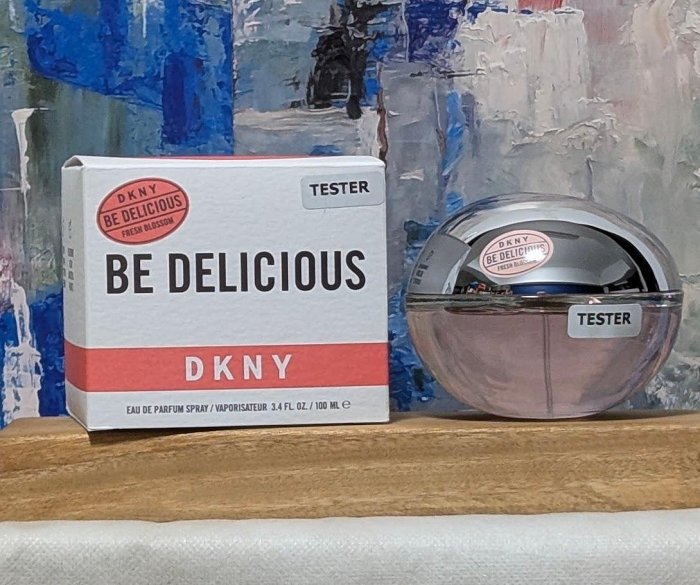 DKNY
BE DELICIOUS
FRESH BLOSSOM
TESTER
BE DELICIOUS
DKNY
EAU DE PARFUM SPRAY / VAPORISATEUR 3.4 FL. OZ. / 100 ML ℮
DKNY
BE DELICIOUS
FRESH BLOSSOM
TESTER